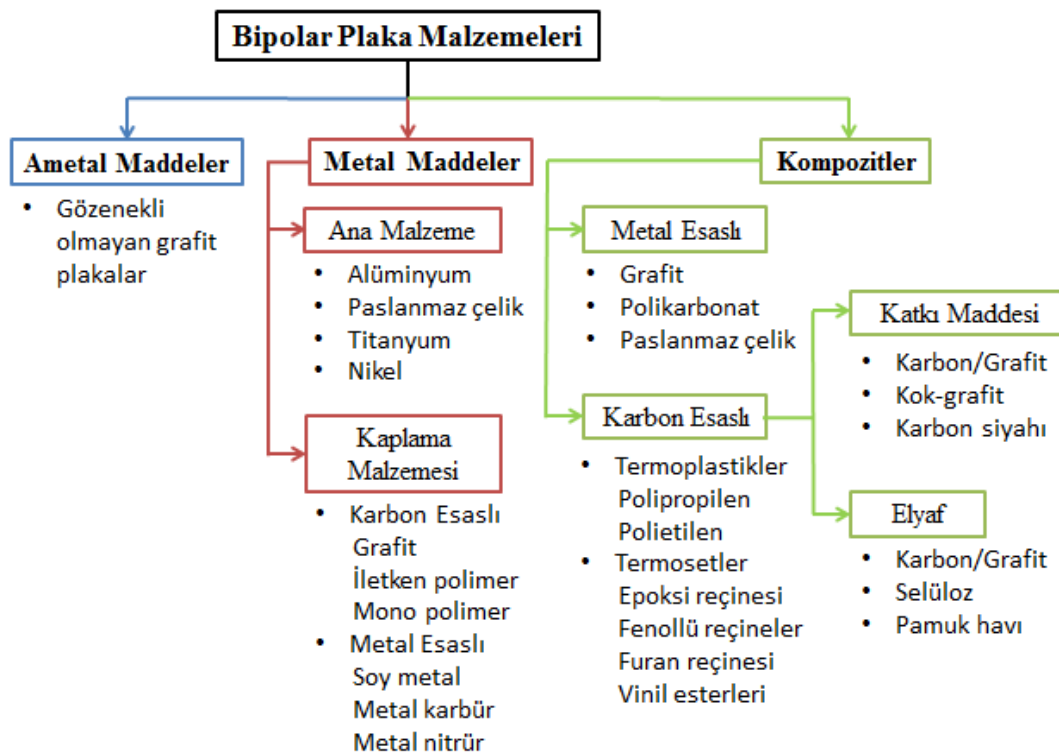 Bipolar Plaka Malzemeleri
Ametal Maddeler
• Gözenekli
olmayan grafit
plakalar
Metal Maddeler
Ana Malzeme
• Alüminyum
• Paslanmaz çelik
• Titanyum
• Nikel
Kaplama
Malzemesi
• Karbon Esaslı
Grafit
İletken polimer
Mono polimer
• Metal Esaslı
Soy metal
Metal karbür
Metal nitrür
Kompozitler
Metal Esaslı
• Grafit
• Polikarbonat
• Paslanmaz çelik
Karbon Esaslı
• Termoplastikler
Polipropilen
Polietilen
• Termosetler
Epoksi reçinesi
Fenollü reçineler
Furan reçinesi
Vinil esterleri
Katkı Maddesi
• Karbon/Grafit
• Kok-grafit
• Karbon siyahı
Elyaf
• Karbon/Grafit
• Selüloz
• Pamuk havı